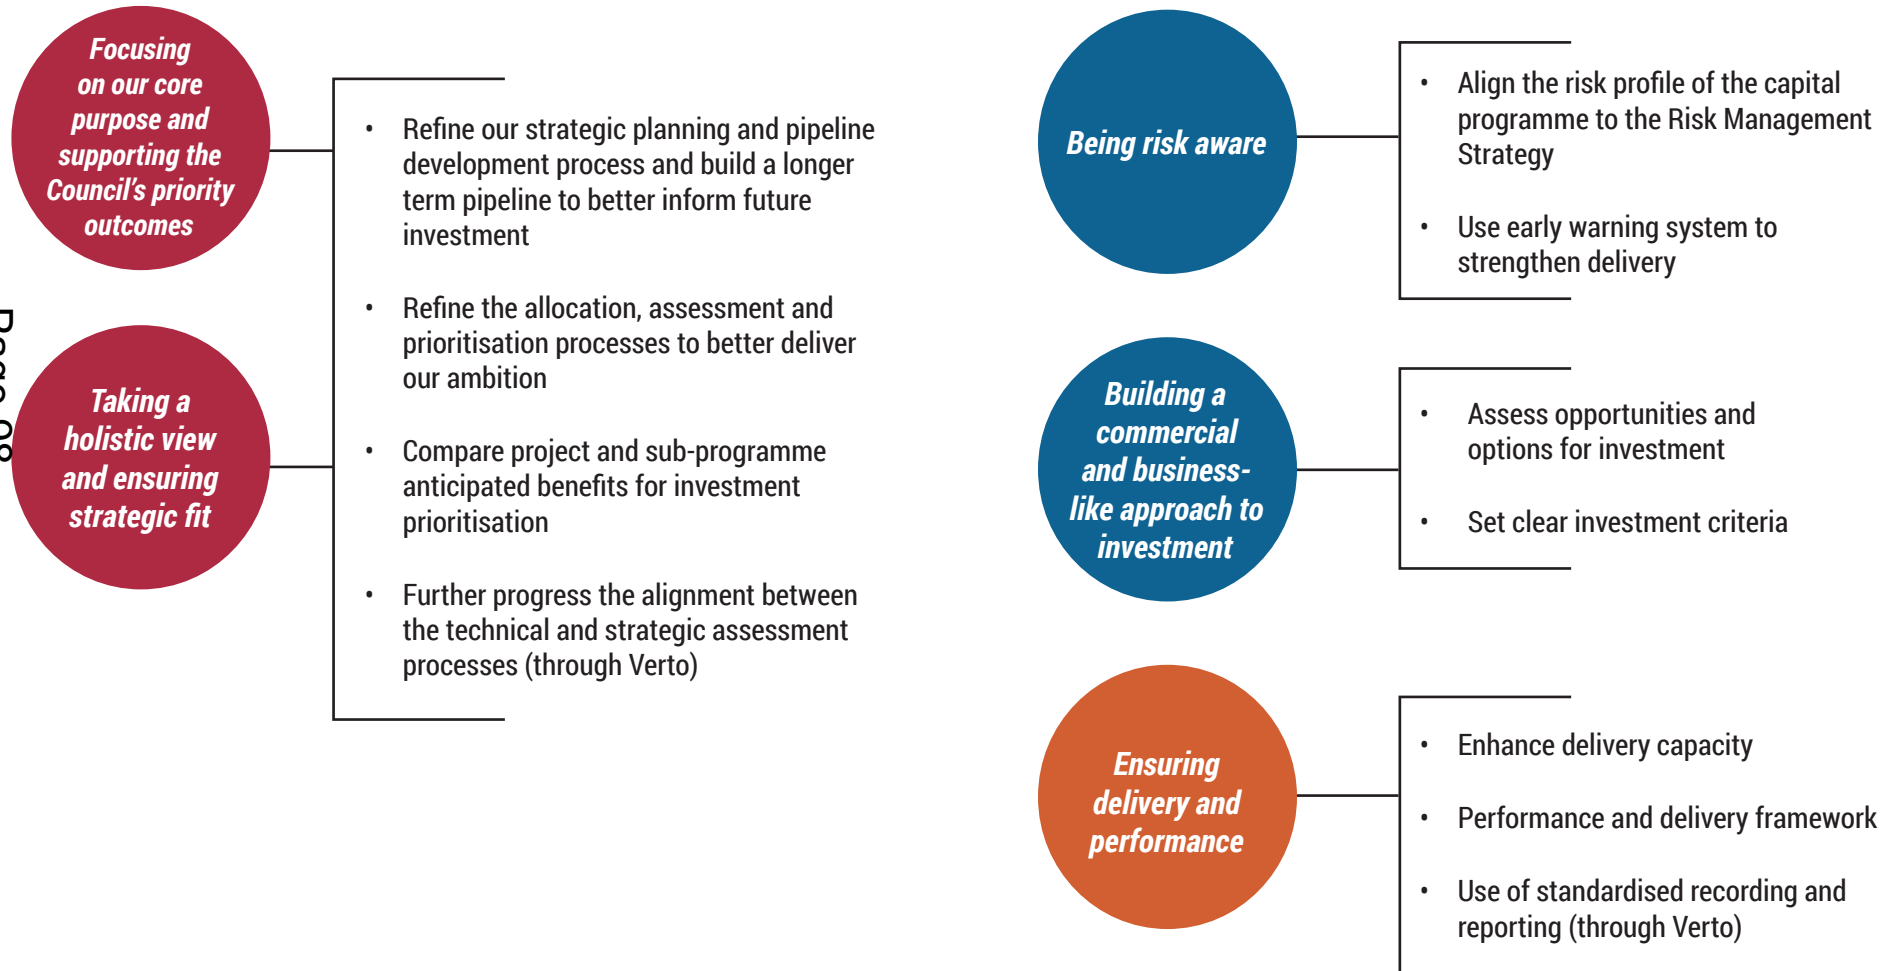 Focusing
on our core
purpose and
supporting the
Council's priority
outcomes
Taking a
holistic view
and ensuring
strategic fit
• Refine our strategic planning and pipeline
development process and build a longer
term pipeline to better inform future
investment
• Refine the allocation, assessment and
prioritisation processes to better deliver
our ambition
• Compare project and sub-programme
anticipated benefits for investment
prioritisation
• Further progress the alignment between
the technical and strategic assessment
processes (through Verto)
Being risk aware
• Align the risk profile of the capital
programme to the Risk Management
Strategy
• Use early warning system to
strengthen delivery
Building a
commercial
and business-
like approach to
investment
• Assess opportunities and
options for investment
• Set clear investment criteria
Ensuring
delivery and
performance
• Enhance delivery capacity
• Performance and delivery framework
• Use of standardised recording and
reporting (through Verto)
Page